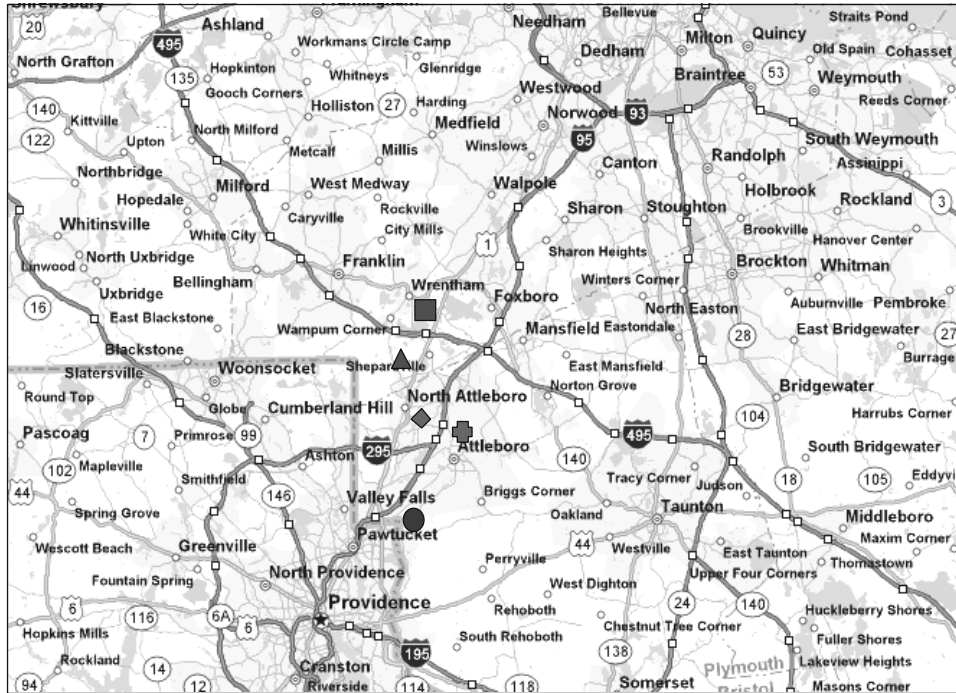 Shrewsbury
20
Ashland
Framingham
Bellevue
Needham
Straits Pond
Quincy
Milton
495
Workmans Circle Camp
Dedham
Old Spain
Cohasset
North Grafton
135
Hopkinton
Whitneys
Glenridge
Braintree
53
Weymouth
Gooch Corners
Westwood
Reeds Corner
140
Holliston
27
Harding
Norwood
93
Kittville
North Milford
Medfield
95
South Weymouth
122
Upton
Metcalf
Millis
Winslows
Canton
Randolph
Assinippi
Northbridge
Milford
West Medway
Walpole
Holbrook
Rockland
3
Hopedale
Caryville
Rockville
Sharon
Stoughton
Whitinsville
White City
City Mills
1
Brookville
Hanover Center
Linwood
North Uxbridge
Franklin
Sharon Heights
Brockton
Bellingham
Winters Corner
Whitman
Uxbridge
Wrentham
Foxboro
North Easton
Auburnville
Pembroke
16
East Blackstone
Wampum Corner
Mansfield
Eastondale
28
East Bridgewater
27
Blackstone
Shepardville
East Mansfield
Burrage
Slatersville
Woonsocket
Norton Grove
Bridgewater
Round Top
Globe
Cumberland Hill
North Attleboro
104
Harrubs Corner
Pascoag
7
Primrose
99
495
295
Attleboro
South Bridgewater
102
Mapleville
Ashton
140
Tracy Corner
Judson
105
Eddyvi
44
Smithfield
146
Valley Falls
Briggs Corner
18
Spring Grove
Oakland
Taunton
Middleboro
Wescott Beach
Greenville
Pawtucket
44
Westville
Maxim Corner
Perryville
East Taunton
Thomastown
Fountain Spring
North Providence
West Dighton
Upper Four Corners
6
Rehoboth
24
140
Huckleberry Shores
116
6A
6
Providence
Chestnut Tree Corner
Hopkins Mills
South Rehoboth
Fuller Shores
Rockland
14
195
138
Lakeview Heights
Cranston
Plymouth
94
12
Riverside
114
118
Somerset
Bristol
Masons Corner